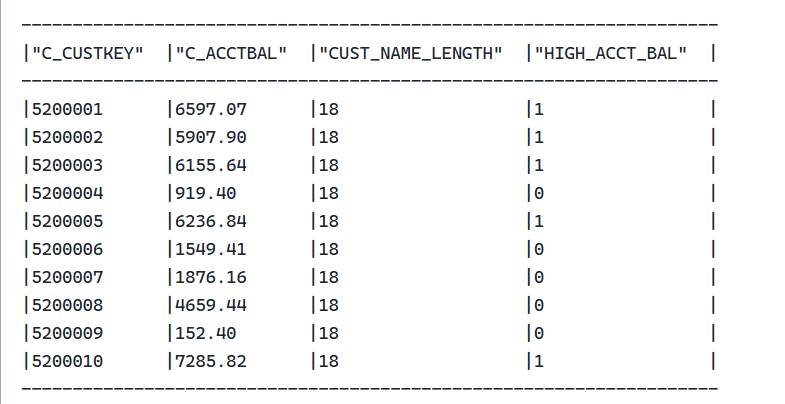 ----------------------------------------------------------------------
|"C_CUSTKEY"  |"C_ACCTBAL"  |"CUST_NAME_LENGTH"  |"HIGH_ACCT_BAL"  |
----------------------------------------------------------------------
|5200001      |6597.07      |18                  |1                |
|5200002      |5907.90      |18                  |1                |
|5200003      |6155.64      |18                  |1                |
|5200004      |919.40       |18                  |0                |
|5200005      |6236.84      |18                  |1                |
|5200006      |1549.41      |18                  |0                |
|5200007      |1876.16      |18                  |0                |
|5200008      |4659.44      |18                  |0                |
|5200009      |152.40       |18                  |0                |
|5200010      |7285.82      |18                  |1                |
----------------------------------------------------------------------